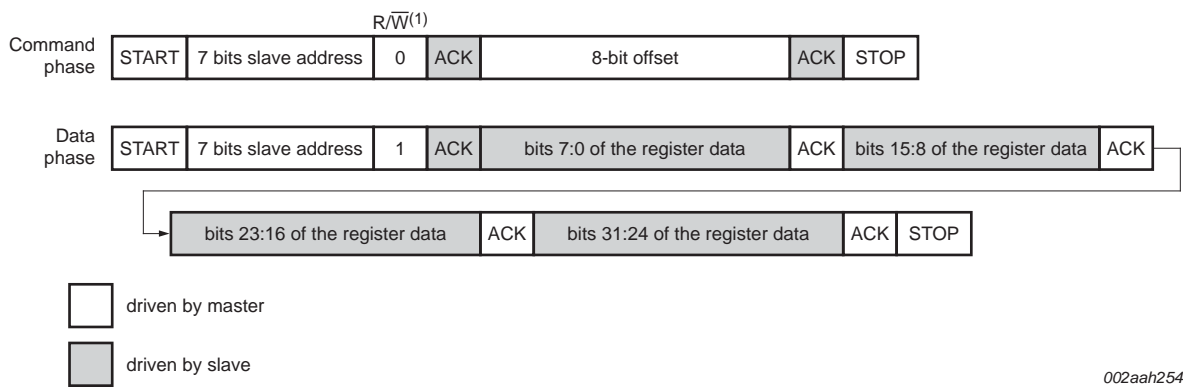 R/W̅(1)
Command phase
START 7 bits slave address 0 ACK 8-bit offset ACK STOP
Data phase
START 7 bits slave address 1 ACK bits 7:0 of the register data ACK bits 15:8 of the register data ACK
bits 23:16 of the register data ACK bits 31:24 of the register data ACK STOP
driven by master
driven by slave
002aah254